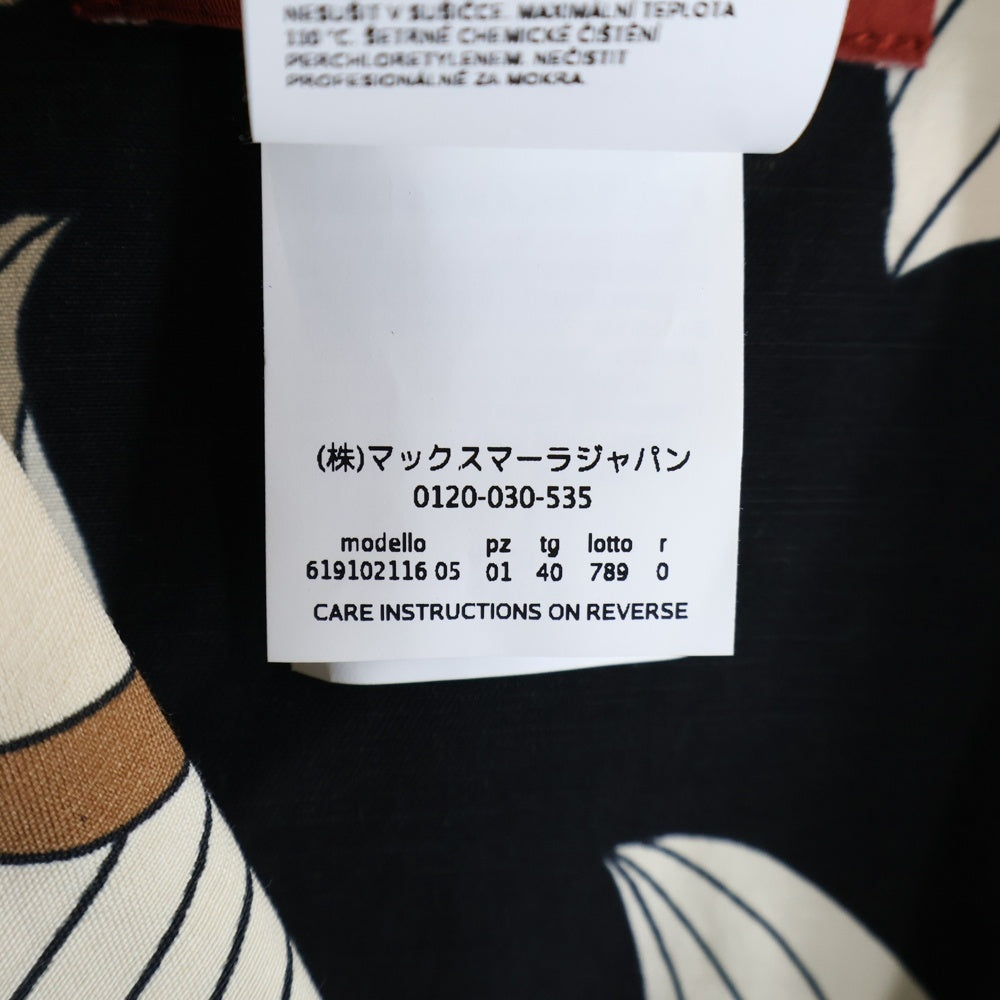 NESUŠIT V SUŠIČCE. MAXIMÁLNÍ TEPLOTA
110 °C. ŠETRNÉ CHEMICKÉ ČIŠTĚNÍ
PERCHLORETYLENEM. NEČISTIT
PROFESIONÁLNĚ ZA MOKRA.
(株)マックスマーラジャパン
0120-030-535
modello pz tg lotto r
619102116 05 01 40 789 0
CARE INSTRUCTIONS ON REVERSE